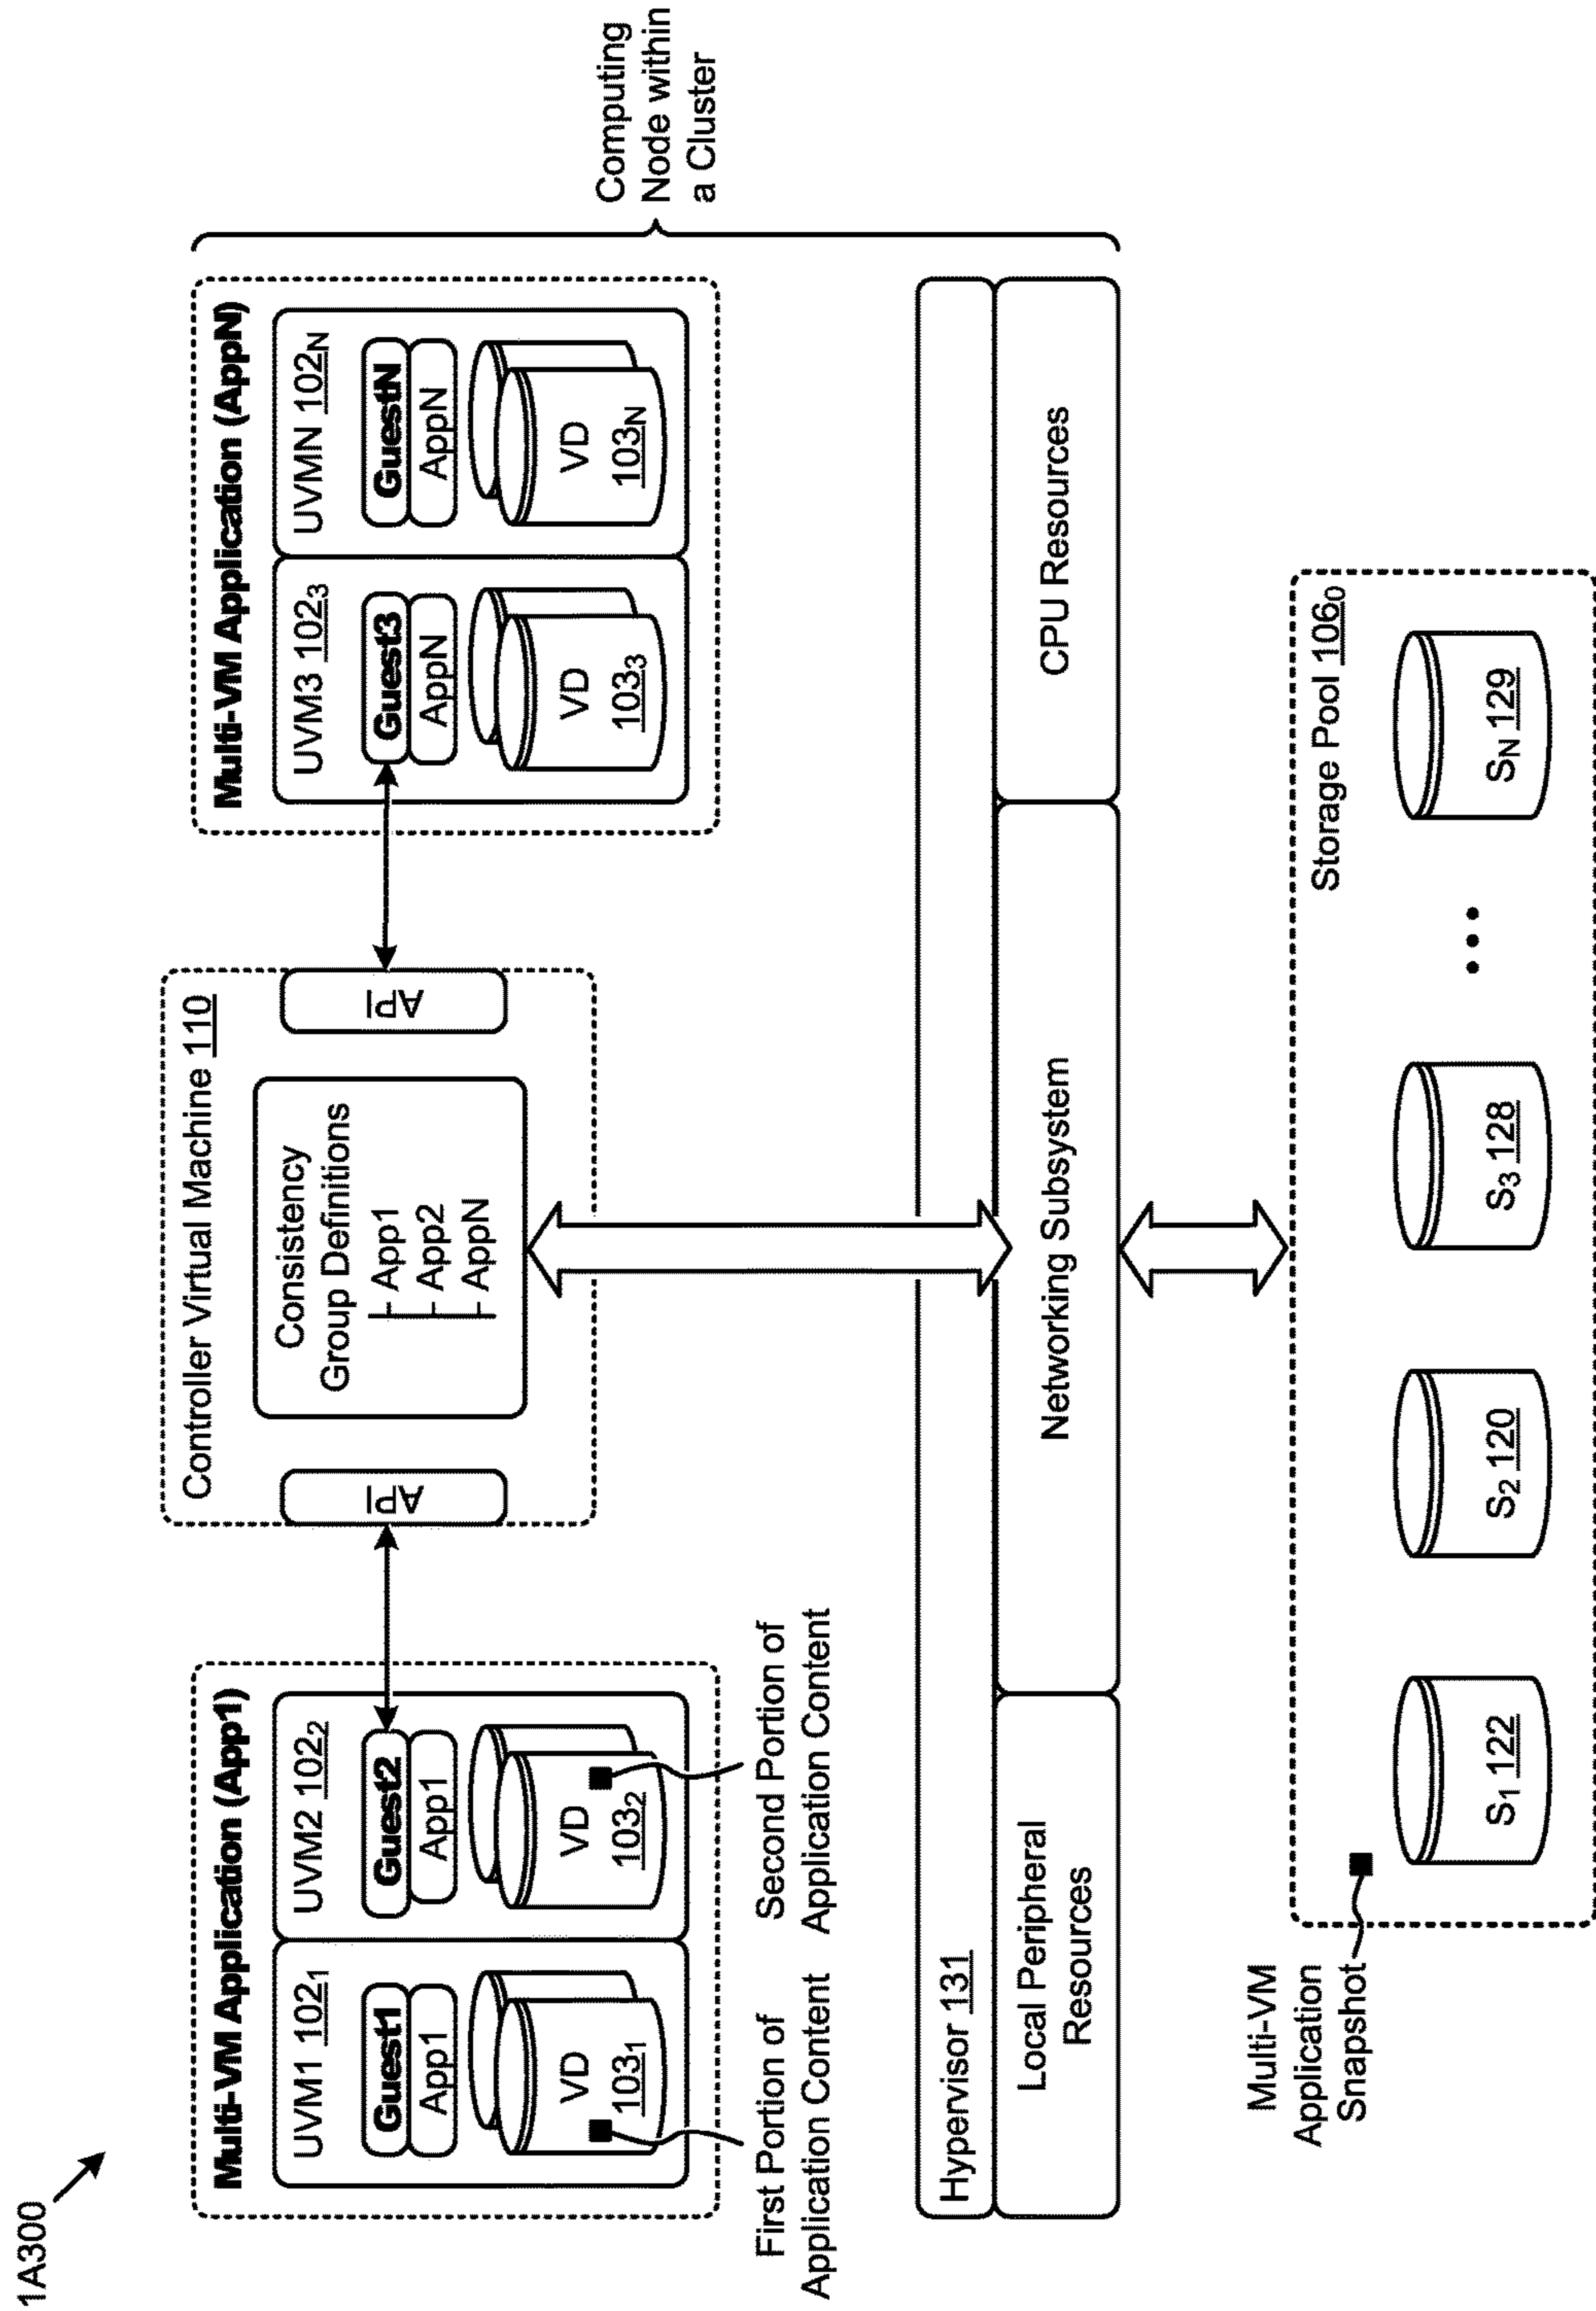 1A300
Multi-VM Application (App1)
UVM1 102₁
Guest1
App1
VD
103₁
UVM2 102₂
Guest2
App1
VD
103₂
First Portion of
Application Content
Second Portion of
Application Content
Controller Virtual Machine 110
API
Consistency
Group Definitions
App1
App2
AppN
API
Multi-VM Application (AppN)
UVM3 102₃
Guest3
AppN
VD
103₃
UVMN 102N
GuestN
AppN
VD
103N
Computing
Node within
a Cluster
Hypervisor 131
Local Peripheral
Resources
Networking Subsystem
CPU Resources
Multi-VM
Application
Snapshot
Storage Pool 106₀
S₁ 122
S₂ 120
S₃ 128
...
SN 129